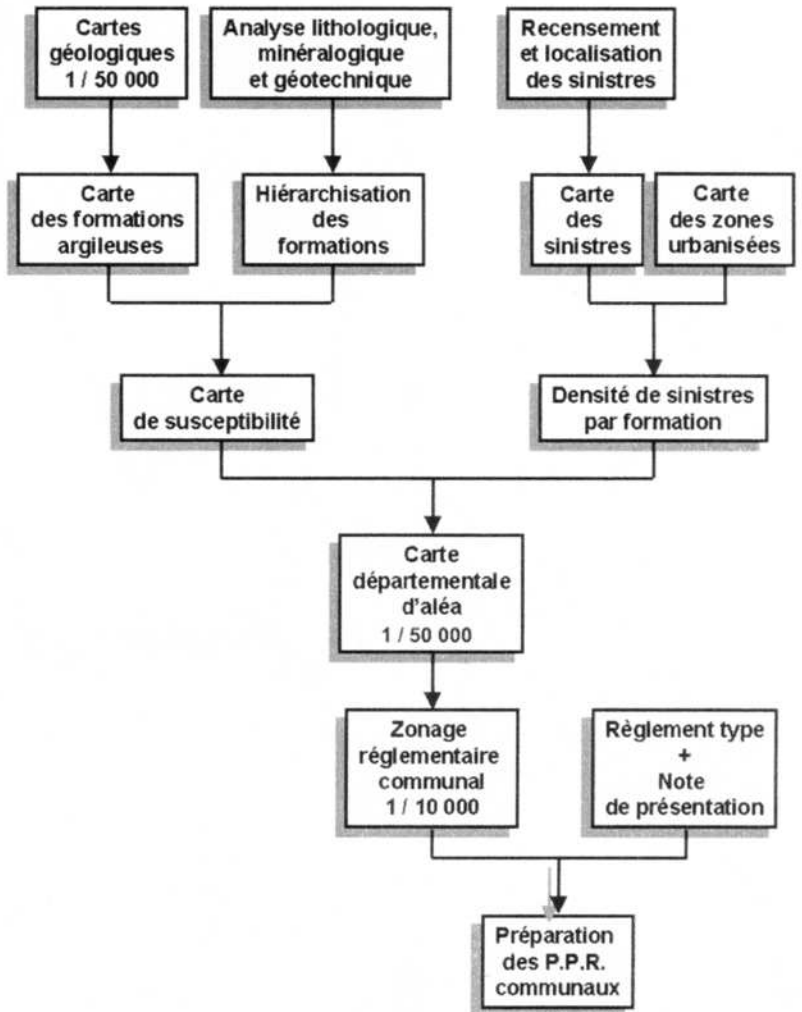 Cartes
géologiques
1 / 50 000
Analyse lithologique,
minéralogique
et géotechnique
Recensement
et localisation
des sinistres
Carte
des formations
argileuses
Hiérarchisation
des
formations
Carte
des
sinistres
Carte
des zones
urbanisées
Carte
de susceptibilité
Densité de sinistres
par formation
Carte
départementale
d'aléa
1 / 50 000
Zonage
réglementaire
communal
1 / 10 000
Règlement type
+
Note
de présentation
Préparation
des P.P.R.
communaux